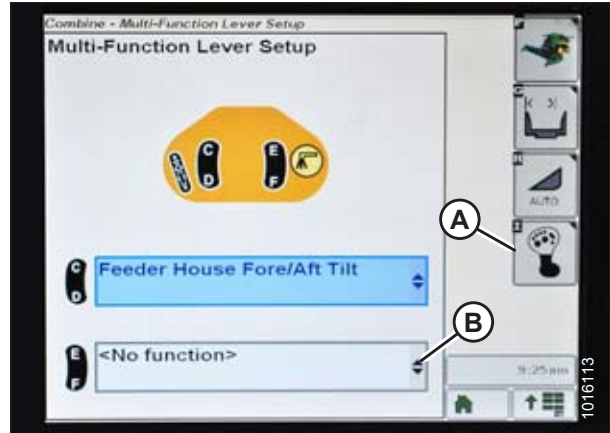 Combine - Multi-Function Lever Setup
Multi-Function Lever Setup
C
D
E
F
AUTO
A
C
D
Feeder House Fore/Aft Tilt
B
E
F
<No function>
9:25am
1016113